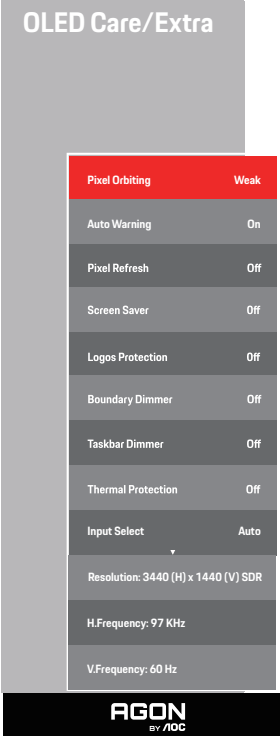 OLED Care/Extra
Pixel Orbiting Weak
Auto Warning On
Pixel Refresh Off
Screen Saver Off
Logos Protection Off
Boundary Dimmer Off
Taskbar Dimmer Off
Thermal Protection Off
Input Select Auto
Resolution: 3440 (H) x 1440 (V) SDR
H.Frequency: 97 KHz
V.Frequency: 60 Hz
AGON
BY AOC